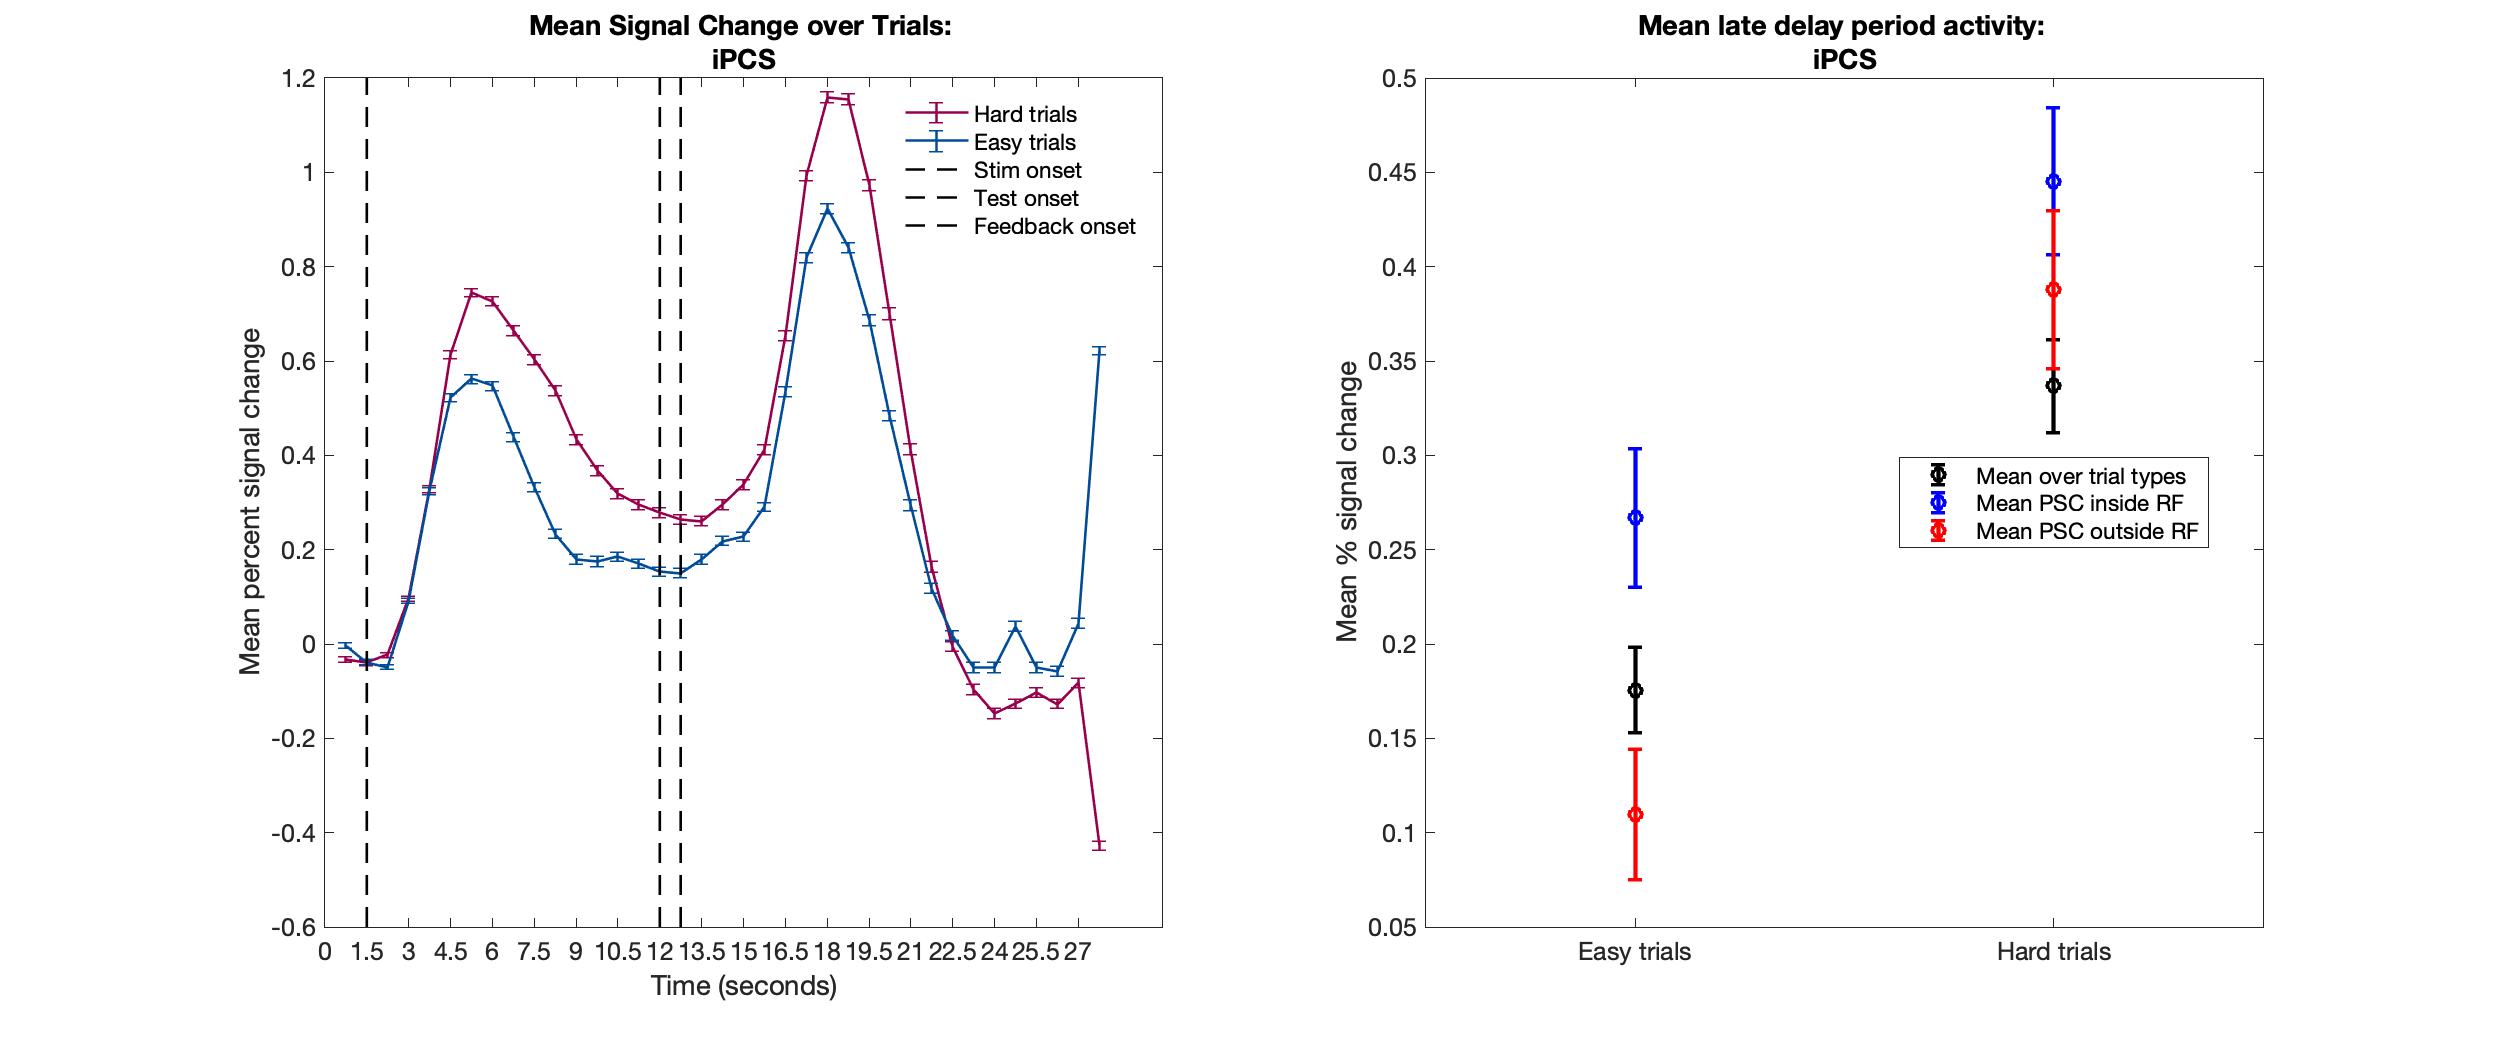 Mean Signal Change over Trials:
iPCS
1.2
1
0.8
0.6
0.4
0.2
0
-0.2
-0.4
-0.6
Mean percent signal change
Hard trials
Easy trials
Stim onset
Test onset
Feedback onset
0 1.5 3 4.5 6 7.5 9 10.5 12 13.5 15 16.5 18 19.5 21 22.5 24 25.5 27
Time (seconds)
Mean late delay period activity:
iPCS
0.5
0.45
0.4
0.35
0.3
0.25
0.2
0.15
0.1
0.05
Mean % signal change
Mean over trial types
Mean PSC inside RF
Mean PSC outside RF
Easy trials Hard trials